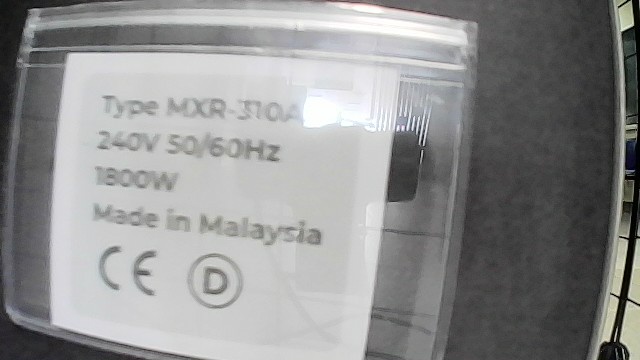 Type MXR-310A
240V 50/60Hz
1800W
Made in Malaysia
CE D